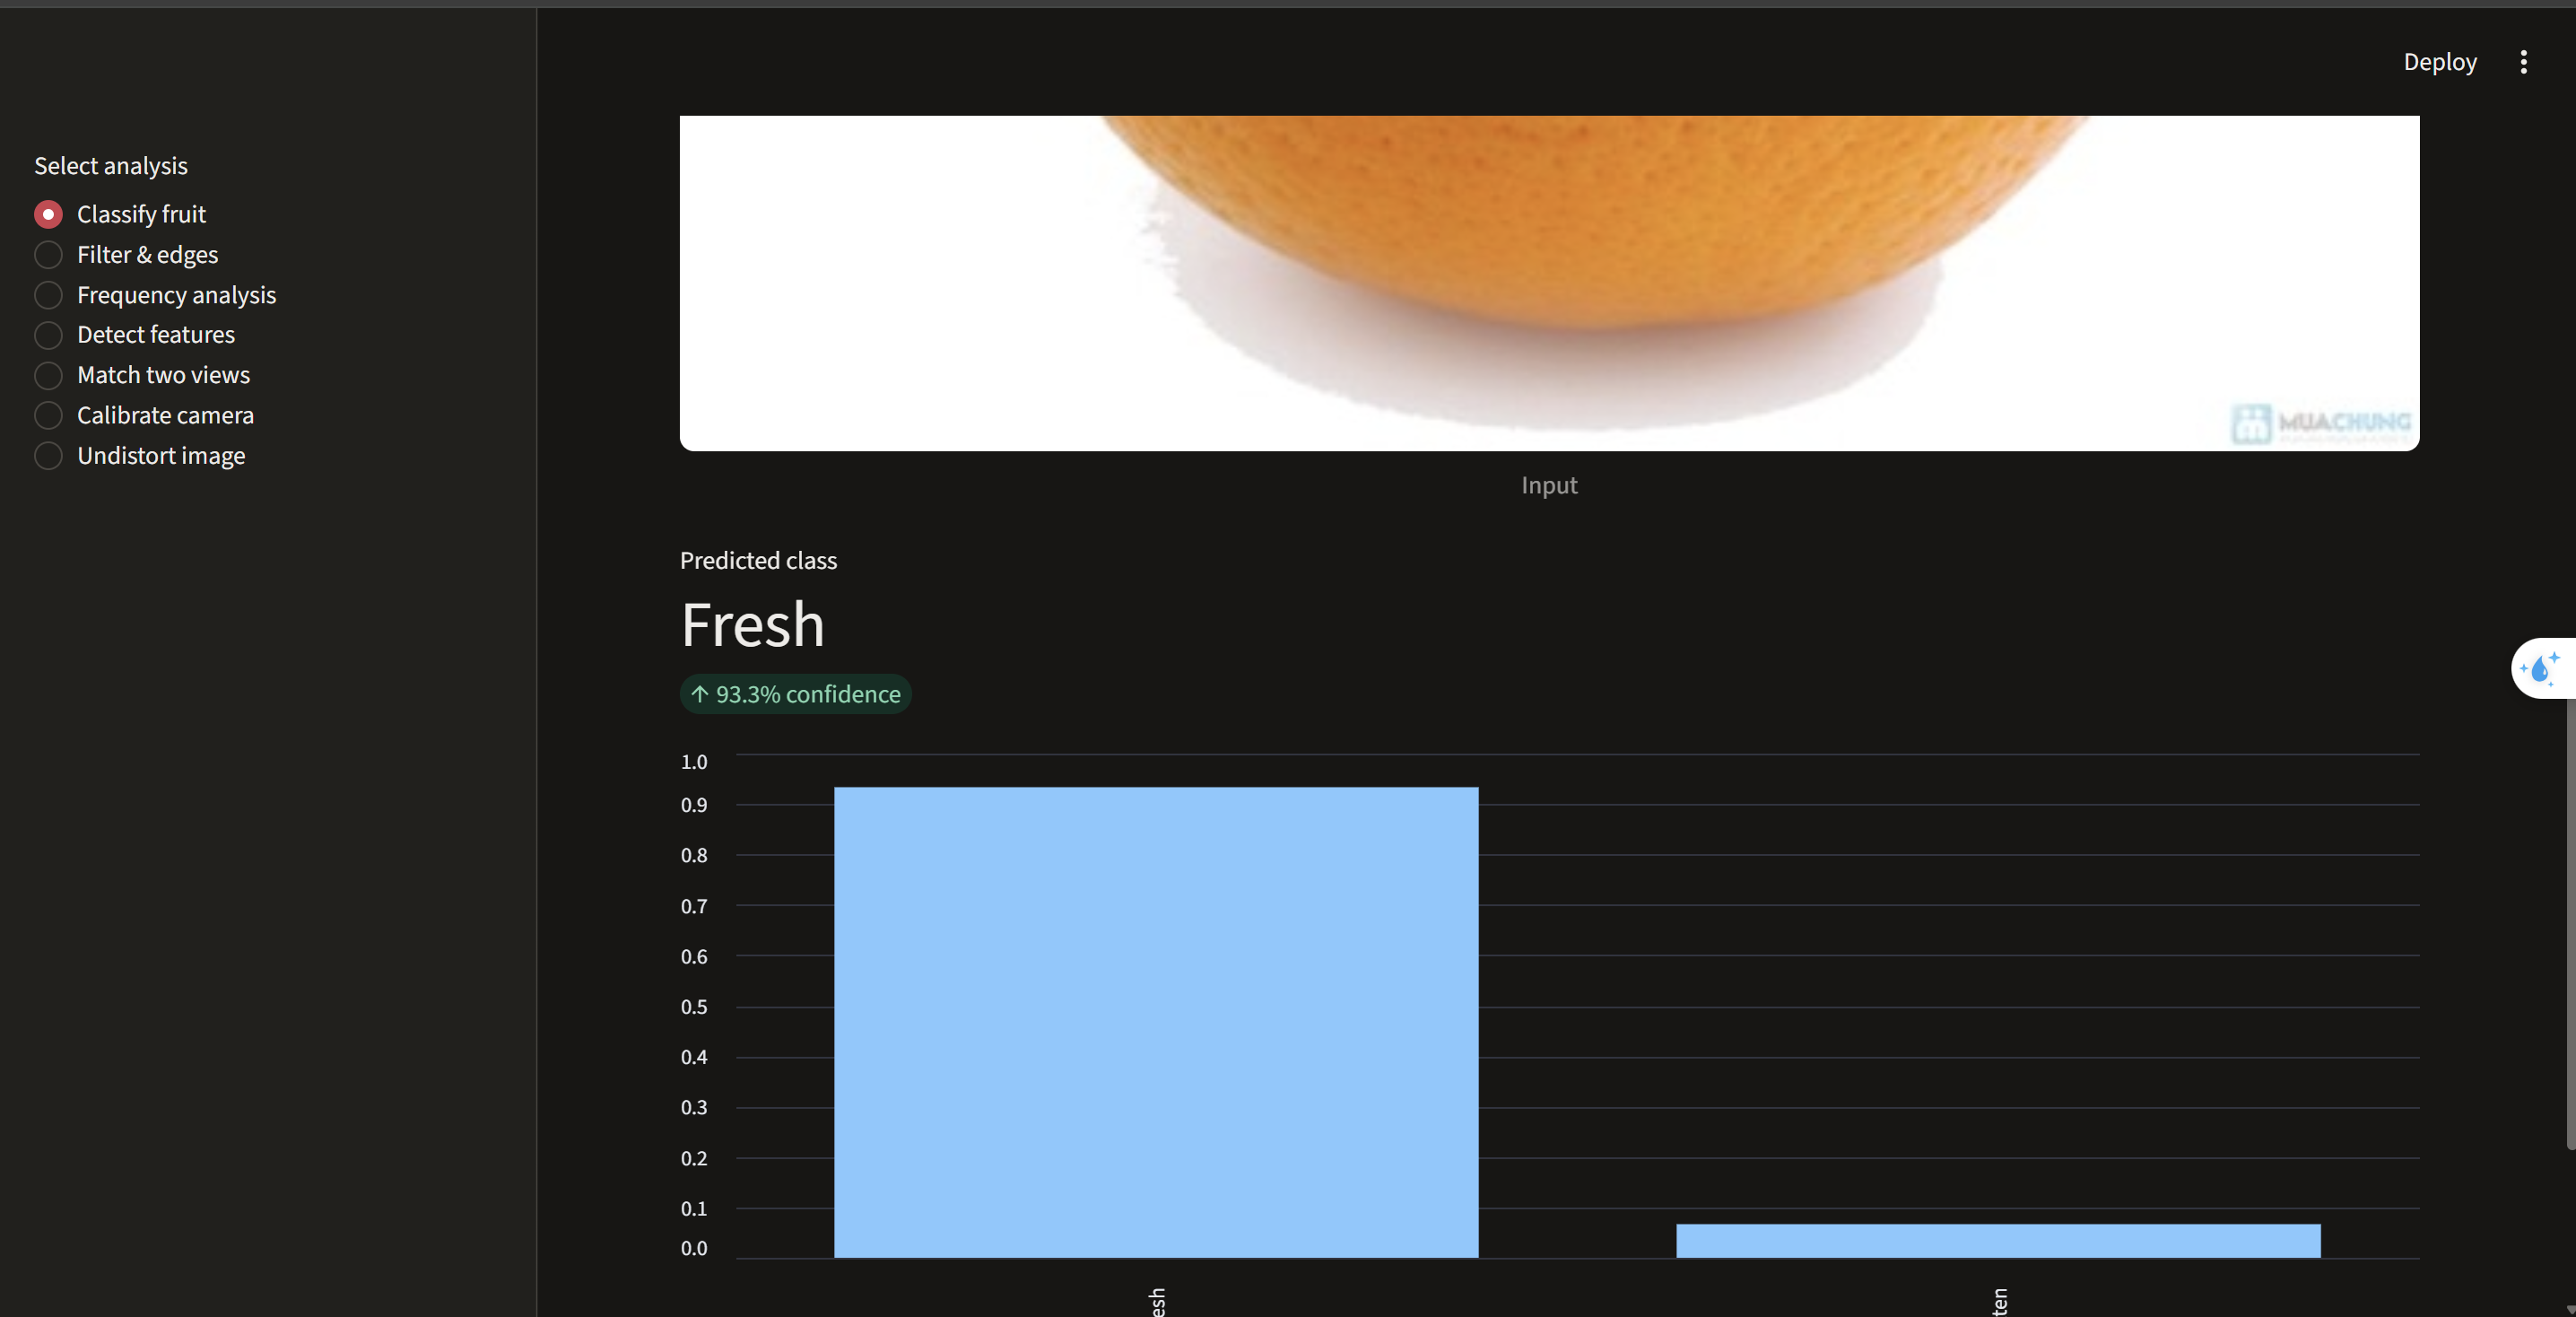 Deploy
Select analysis
Classify fruit
Filter & edges
Frequency analysis
Detect features
Match two views
Calibrate camera
Undistort image
MUACHUNG
Input
Predicted class
Fresh
↑ 93.3% confidence
1.0
0.9
0.8
0.7
0.6
0.5
0.4
0.3
0.2
0.1
0.0
esh
ten